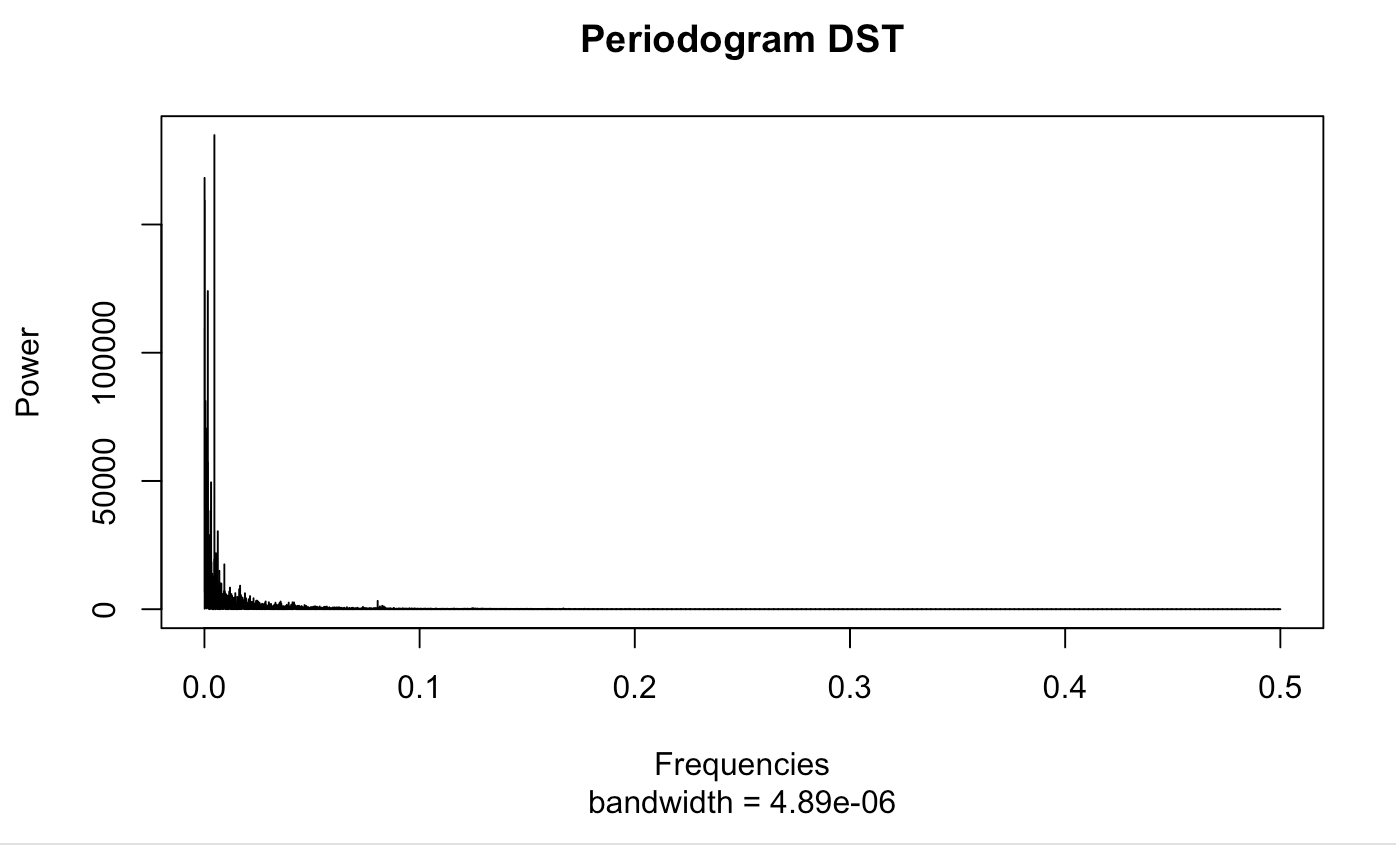 Periodogram DST
Power
100000
50000
0
0.0 0.1 0.2 0.3 0.4 0.5
Frequencies
bandwidth = 4.89e-06